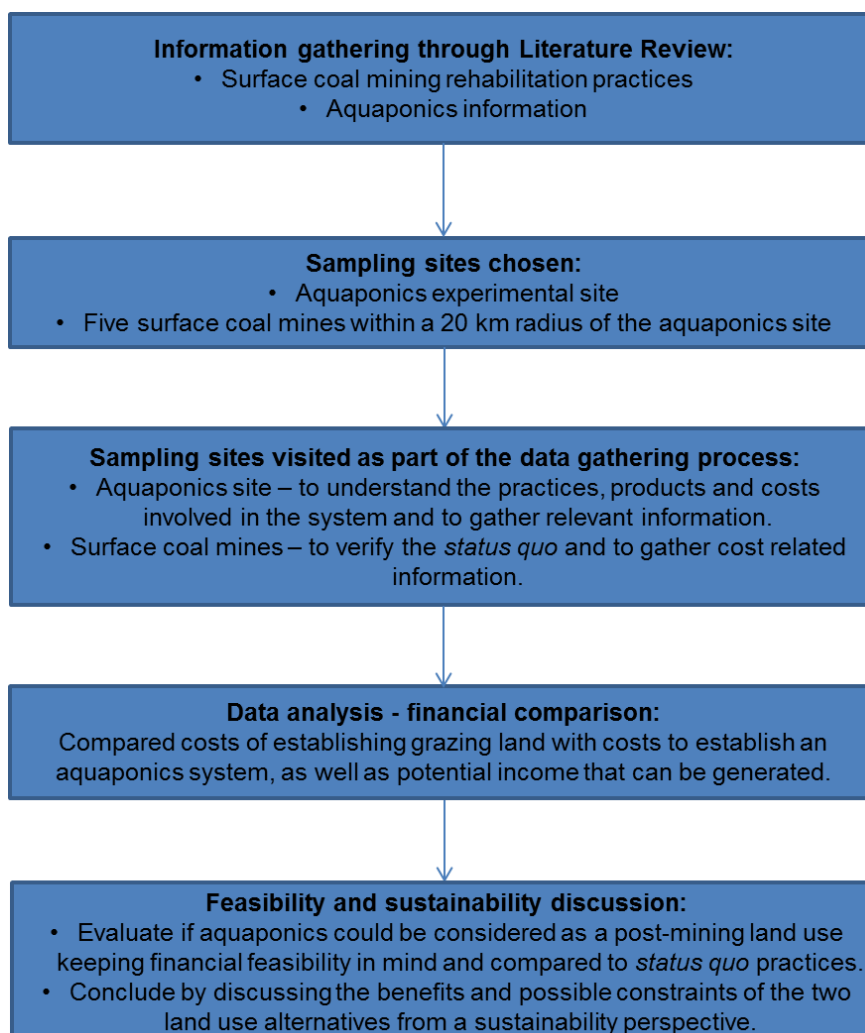 Information gathering through Literature Review:
• Surface coal mining rehabilitation practices
• Aquaponics information
Sampling sites chosen:
• Aquaponics experimental site
• Five surface coal mines within a 20 km radius of the aquaponics site
Sampling sites visited as part of the data gathering process:
• Aquaponics site – to understand the practices, products and costs
involved in the system and to gather relevant information.
• Surface coal mines – to verify the status quo and to gather cost related
information.
Data analysis - financial comparison:
Compared costs of establishing grazing land with costs to establish an
aquaponics system, as well as potential income that can be generated.
Feasibility and sustainability discussion:
• Evaluate if aquaponics could be considered as a post-mining land use
keeping financial feasibility in mind and compared to status quo practices.
• Conclude by discussing the benefits and possible constraints of the two
land use alternatives from a sustainability perspective.